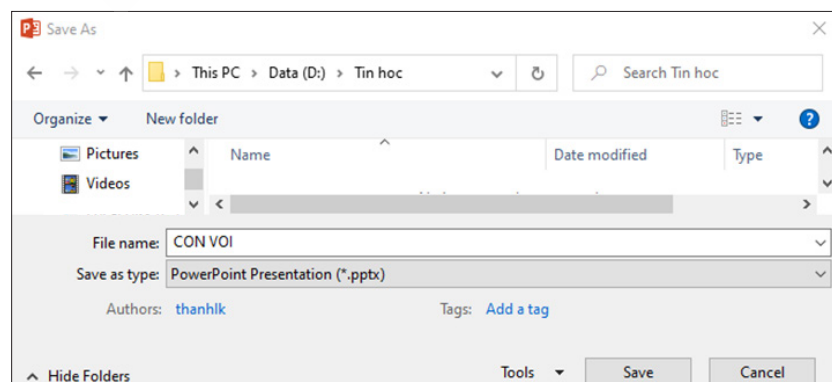 Save As
This PC > Data (D:) > Tin hoc
Search Tin hoc
Organize
New folder
Pictures
Videos
Name
Date modified
Type
File name: CON VOI
Save as type: PowerPoint Presentation (*.pptx)
Authors: thanhlk
Tags: Add a tag
Hide Folders
Tools
Save
Cancel